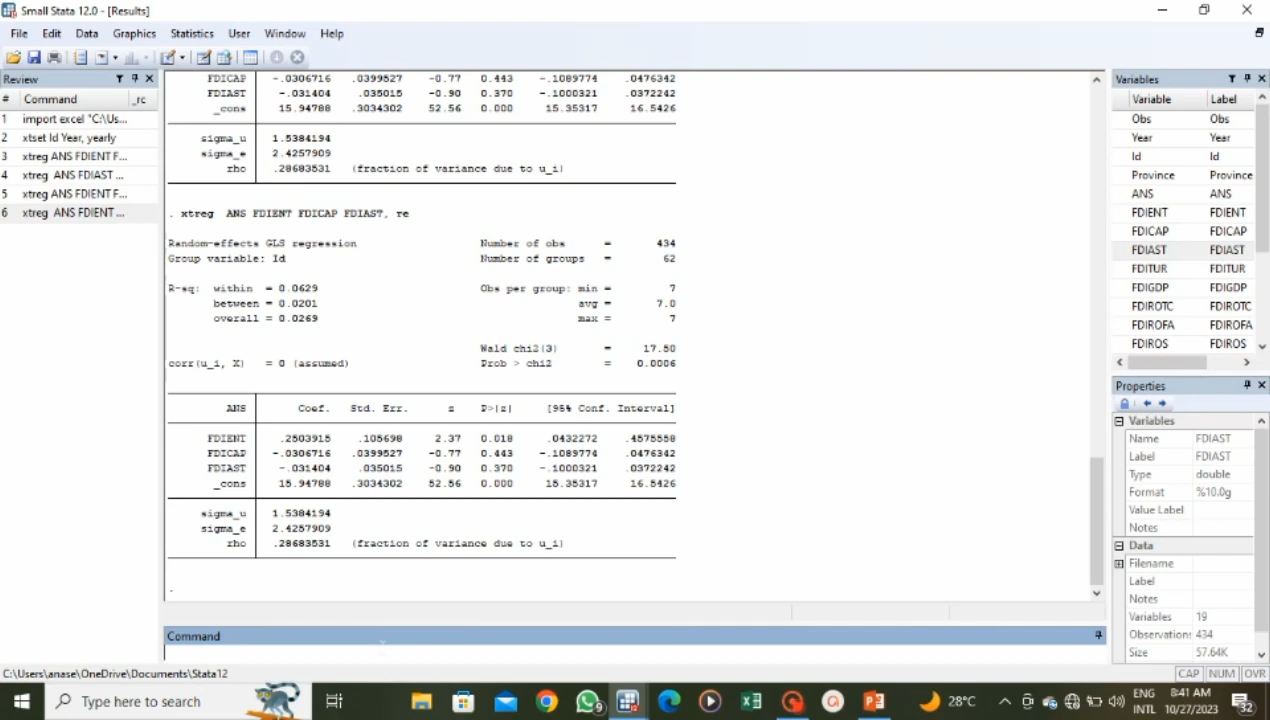 Small Stata 12.0 - [Results]
File Edit Data Graphics Statistics User Window Help
Review
# Command _rc
1 import excel "C:\Us...
2 xtset Id Year, yearly
3 xtreg ANS FDIENT F...
4 xtreg ANS FDIAST ...
5 xtreg ANS FDIENT F...
6 xtreg ANS FDIENT ...
FDICAP -.0306716 .0399527 -0.77 0.443 -.1089774 .0476342
FDIAST -.031404 .035015 -0.90 0.370 -.1000321 .0372242
_cons 15.94788 .3034302 52.56 0.000 15.35317 16.5426
sigma_u 1.5384194
sigma_e 2.4257909
rho .28683531 (fraction of variance due to u_i)
. xtreg ANS FDIENT FDICAP FDIAST, re
Random-effects GLS regression Number of obs = 434
Group variable: Id Number of groups = 62
R-sq: within = 0.0629 Obs per group: min = 7
between = 0.0201 avg = 7.0
overall = 0.0269 max = 7
Wald chi2(3) = 17.50
corr(u_i, X) = 0 (assumed) Prob > chi2 = 0.0006
ANS Coef. Std. Err. z P>|z| [95% Conf. Interval]
FDIENT .2503915 .105698 2.37 0.018 .0432272 .4575558
FDICAP -.0306716 .0399527 -0.77 0.443 -.1089774 .0476342
FDIAST -.031404 .035015 -0.90 0.370 -.1000321 .0372242
_cons 15.94788 .3034302 52.56 0.000 15.35317 16.5426
sigma_u 1.5384194
sigma_e 2.4257909
rho .28683531 (fraction of variance due to u_i)
.
Command
Variables
Variable Label
Obs Obs
Year Year
Id Id
Province Province
ANS ANS
FDIENT FDIENT
FDICAP FDICAP
FDIAST FDIAST
FDITUR FDITUR
FDIGDP FDIGDP
FDIROTC FDIROTC
FDIROFA FDIROFA
FDIROS FDIROS
Properties
Variables
Name FDIAST
Label FDIAST
Type double
Format %10.0g
Value Label
Notes
Data
Filename
Label
Notes
Variables 19
Observations 434
Size 57.64K
C:\Users\anase\OneDrive\Documents\Stata12 CAP NUM OVR
Type here to search
9
28°C
ENG
INTL
8:41 AM
10/27/2023
32